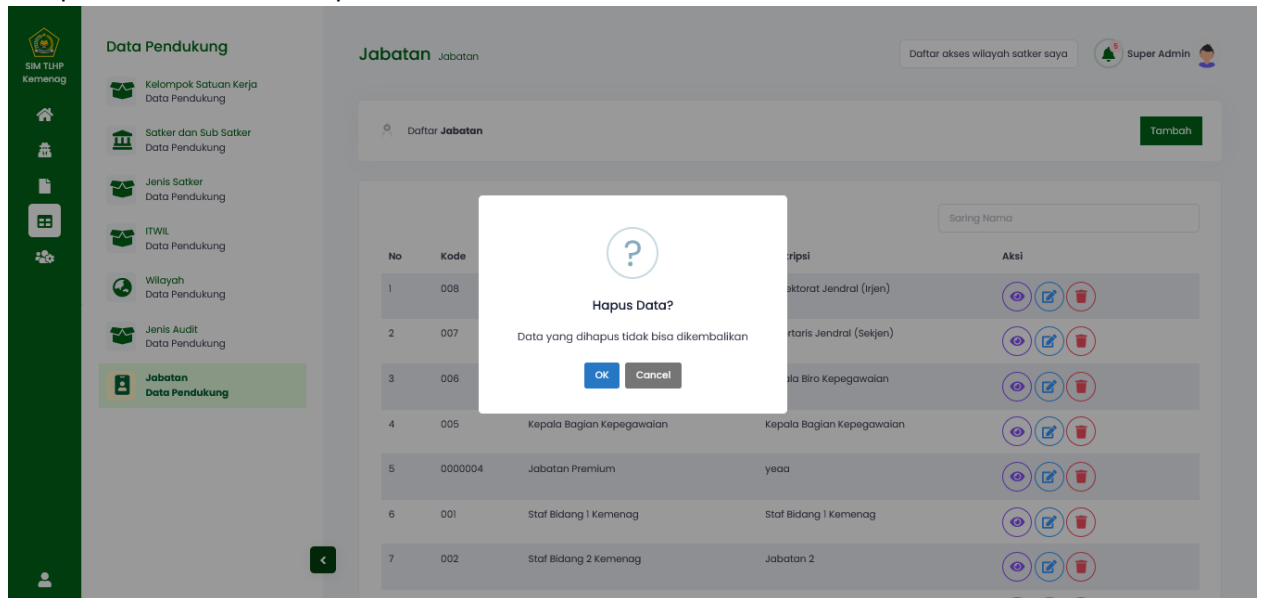 SIM TLHP
Kemenag
Data Pendukung
Kelompok Satuan Kerja
Data Pendukung
Satker dan Sub Satker
Data Pendukung
Jenis Satker
Data Pendukung
ITWIL
Data Pendukung
Wilayah
Data Pendukung
Jenis Audit
Data Pendukung
Jabatan
Data Pendukung
Jabatan Jabatan
Daftar akses wilayah satker saya
5
Super Admin
Daftar Jabatan
Tambah
Saring Nama
No Kode Aksi
1 008 (Irjen)
2 007 Jendral (Sekjen)
3 006 Biro Kepegawaian
4 005 Kepala Bagian Kepegawaian Kepala Bagian Kepegawaian
5 0000004 Jabatan Premium yeaa
6 001 Staf Bidang 1 Kemenag Staf Bidang 1 Kemenag
7 002 Staf Bidang 2 Kemenag Jabatan 2
?
Hapus Data?
Data yang dihapus tidak bisa dikembalikan
OK Cancel